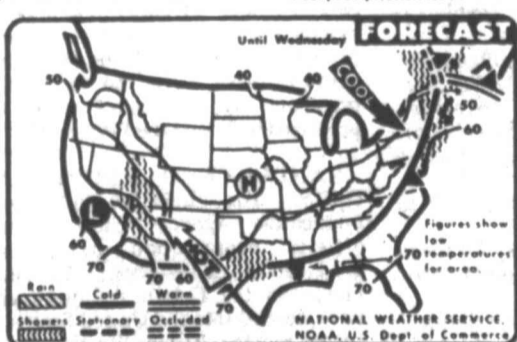 FORECAST
Until Wednesday
40 40
50
COOL
50
60
H
L
60
70
70
60
HOT
70
70
70
Figures show
low
temperatures
for area.
Rain Cold Warm
Showers Stationary Occluded
NATIONAL WEATHER SERVICE,
NOAA, U.S. Dept. of Commerce